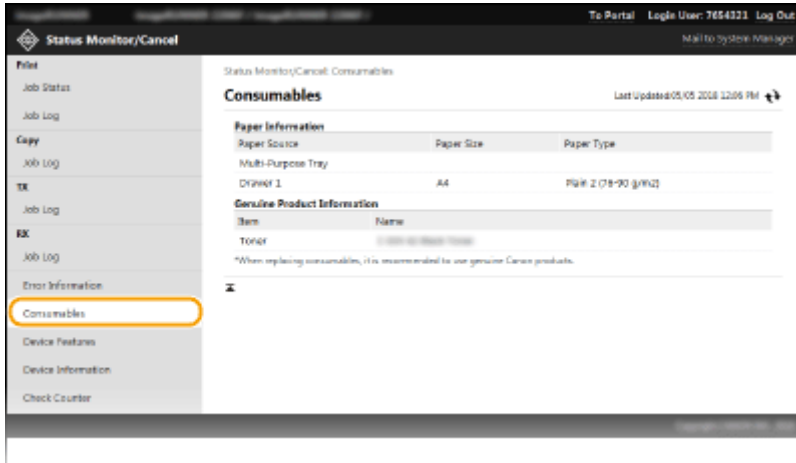 To Portal Login User: 7654321 Log Out
Status Monitor/Cancel
Mail to System Manager
Print
Job Status
Job Log
Copy
Job Log
TX
Job Log
RX
Job Log
Error Information
Consumables
Device Features
Device Information
Check Counter
Status Monitor/Cancel: Consumables
Consumables
Last Updated:05/05 2018 12:06 PM
Paper Information
Paper Source Paper Size Paper Type
Multi-Purpose Tray
Drawer 1 A4 Plain 2 (76-90 g/m2)
Genuine Product Information
Item Name
Toner
*When replacing consumables, it is recommended to use genuine Canon products.